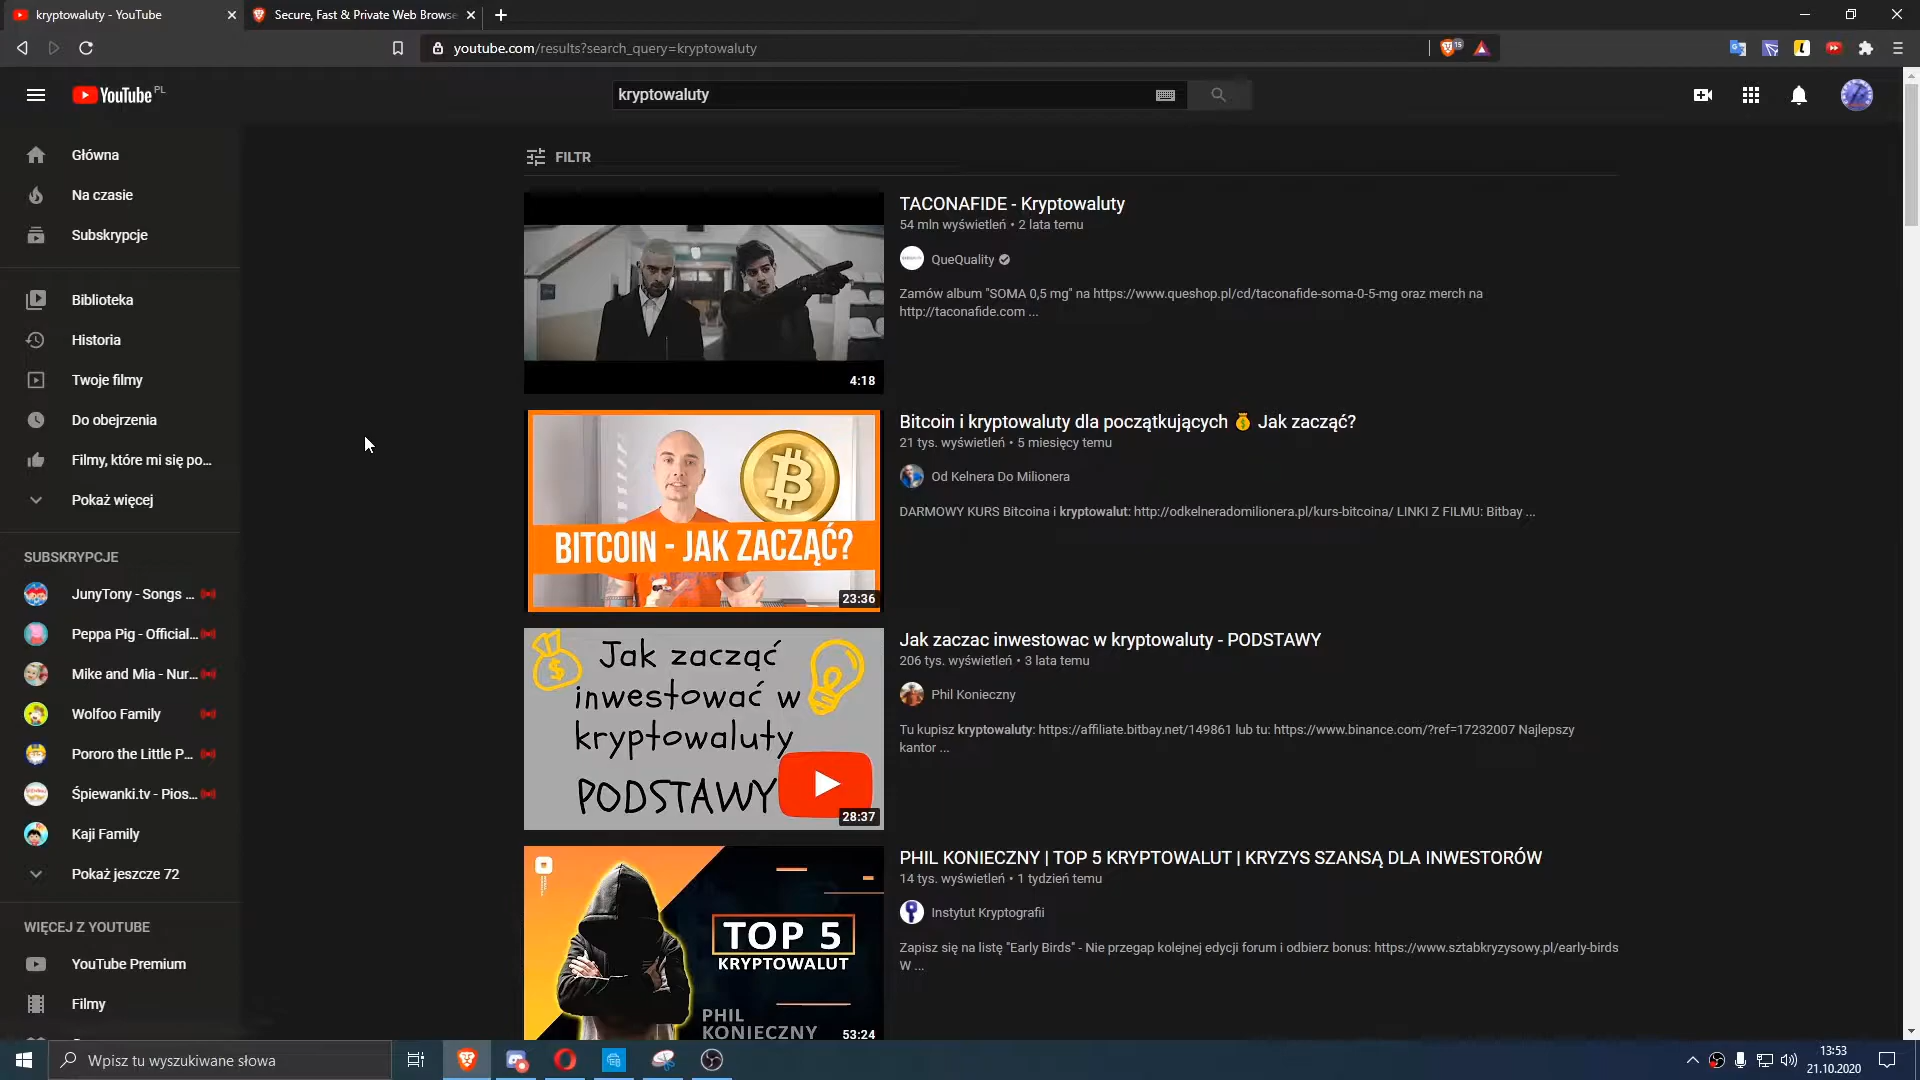 kryptowaluty - YouTube
Secure, Fast & Private Web Browse
youtube.com/results?search_query=kryptowaluty
15
YouTube PL
kryptowaluty
Główna
Na czasie
Subskrypcje
Biblioteka
Historia
Twoje filmy
Do obejrzenia
Filmy, które mi się po...
Pokaż więcej
SUBSKRYPCJE
JunyTony - Songs ...
Peppa Pig - Official...
Mike and Mia - Nur...
Wolfoo Family
Pororo the Little P...
Śpiewanki.tv - Pios...
Kaji Family
Pokaż jeszcze 72
WIĘCEJ Z YOUTUBE
YouTube Premium
Filmy
FILTR
4:18
TACONAFIDE - Kryptowaluty
54 mln wyświetleń • 2 lata temu
QueQuality
Zamów album "SOMA 0,5 mg" na https://www.queshop.pl/cd/taconafide-soma-0-5-mg oraz merch na
http://taconafide.com ...
BITCOIN - JAK ZACZĄĆ?
23:36
Bitcoin i kryptowaluty dla początkujących 💰 Jak zacząć?
21 tys. wyświetleń • 5 miesięcy temu
Od Kelnera Do Milionera
DARMOWY KURS Bitcoina i kryptowalut: http://odkelneradomilionera.pl/kurs-bitcoina/ LINKI Z FILMU: Bitbay ...
Jak zacząć
inwestować w
kryptowaluty
PODSTAWY
28:37
Jak zaczac inwestowac w kryptowaluty - PODSTAWY
206 tys. wyświetleń • 3 lata temu
Phil Konieczny
Tu kupisz kryptowaluty: https://affiliate.bitbay.net/149861 lub tu: https://www.binance.com/?ref=17232007 Najlepszy
kantor ...
TOP 5
KRYPTOWALUT
PHIL
KONIECZNY
53:24
PHIL KONIECZNY | TOP 5 KRYPTOWALUT | KRYZYS SZANSĄ DLA INWESTORÓW
14 tys. wyświetleń • 1 tydzień temu
Instytut Kryptografii
Zapisz się na listę "Early Birds" - Nie przegap kolejnej edycji forum i odbierz bonus: https://www.sztabkryzysowy.pl/early-birds
W ...
Wpisz tu wyszukiwane słowa
13:53
21.10.2020